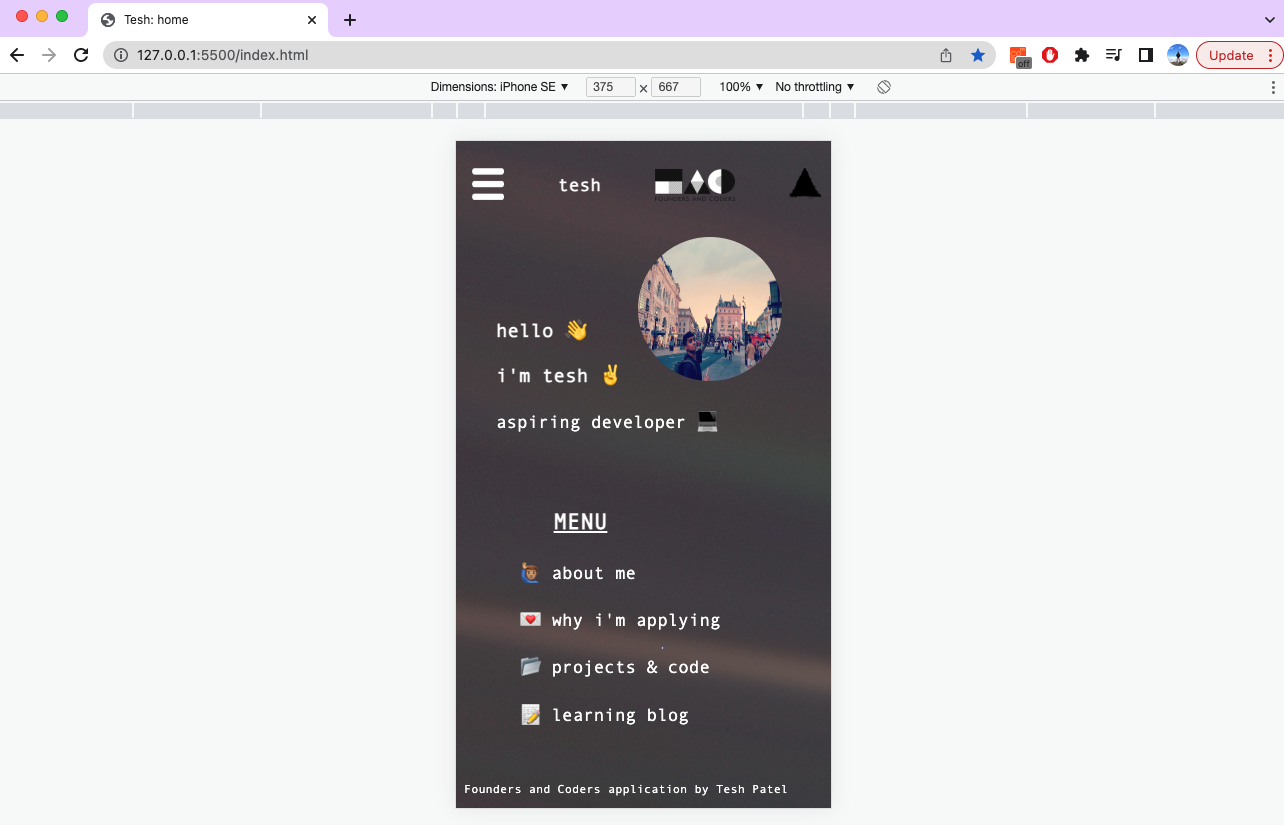 Tesh: home
127.0.0.1:5500/index.html
off
Update
Dimensions: iPhone SE 375 × 667 100% No throttling
tesh
FOUNDERS AND CODERS
hello 👋
i'm tesh ✌️
aspiring developer 💻
MENU
🙋🏽‍♂️ about me
💌 why i'm applying
📂 projects & code
📝 learning blog
Founders and Coders application by Tesh Patel